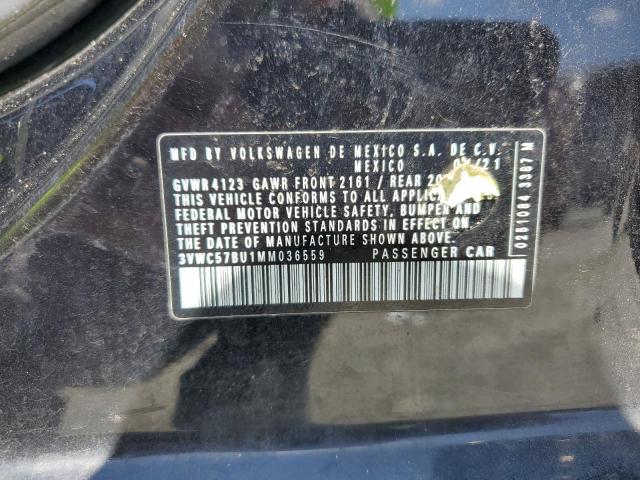 MFD BY VOLKSWAGEN DE MEXICO S.A. DE C.V.
MEXICO /21
GVWR 4123 GAWR FRONT 2161 / REAR
THIS VEHICLE CONFORMS TO ALL
FEDERAL MOTOR VEHICLE SAFETY, BUMPER AND
THEFT PREVENTION STANDARDS IN EFFECT ON
THE DATE OF MANUFACTURE SHOWN ABOVE.
3VWC57BU1MM036559 PASSENGER CAR